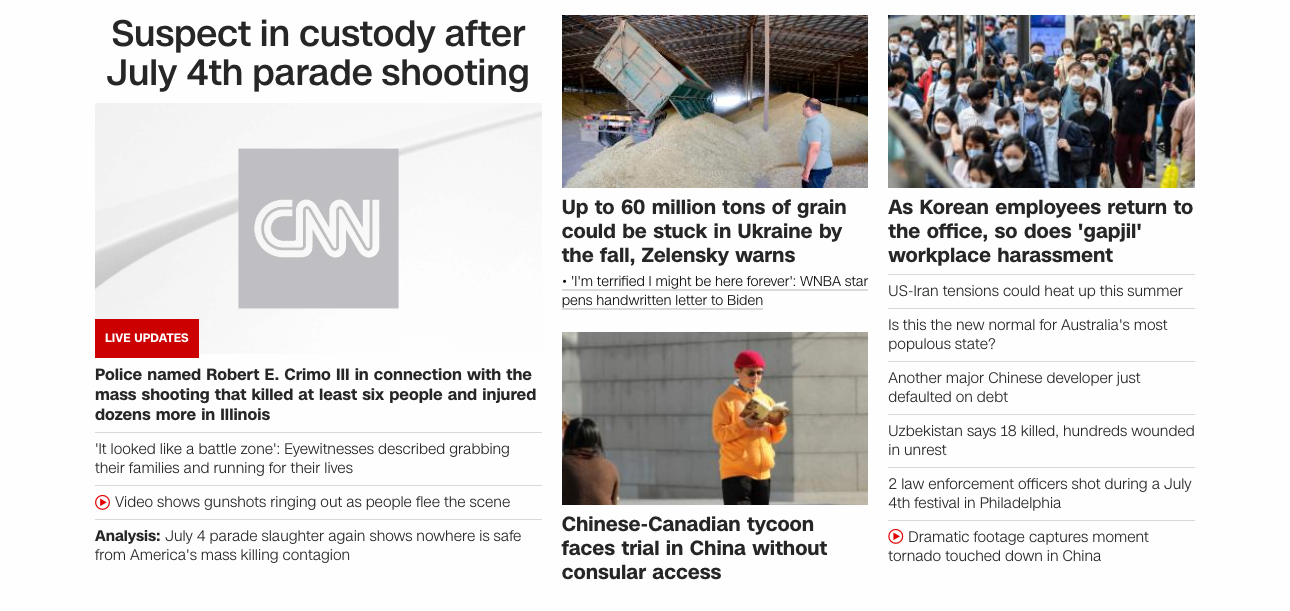 Suspect in custody after
July 4th parade shooting
CNN
LIVE UPDATES
Police named Robert E. Crimo III in connection with the
mass shooting that killed at least six people and injured
dozens more in Illinois
'It looked like a battle zone': Eyewitnesses described grabbing
their families and running for their lives
Video shows gunshots ringing out as people flee the scene
Analysis: July 4 parade slaughter again shows nowhere is safe
from America's mass killing contagion
Up to 60 million tons of grain
could be stuck in Ukraine by
the fall, Zelensky warns
• 'I'm terrified I might be here forever': WNBA star
pens handwritten letter to Biden
Chinese-Canadian tycoon
faces trial in China without
consular access
As Korean employees return to
the office, so does 'gapjil'
workplace harassment
US-Iran tensions could heat up this summer
Is this the new normal for Australia's most
populous state?
Another major Chinese developer just
defaulted on debt
Uzbekistan says 18 killed, hundreds wounded
in unrest
2 law enforcement officers shot during a July
4th festival in Philadelphia
Dramatic footage captures moment
tornado touched down in China